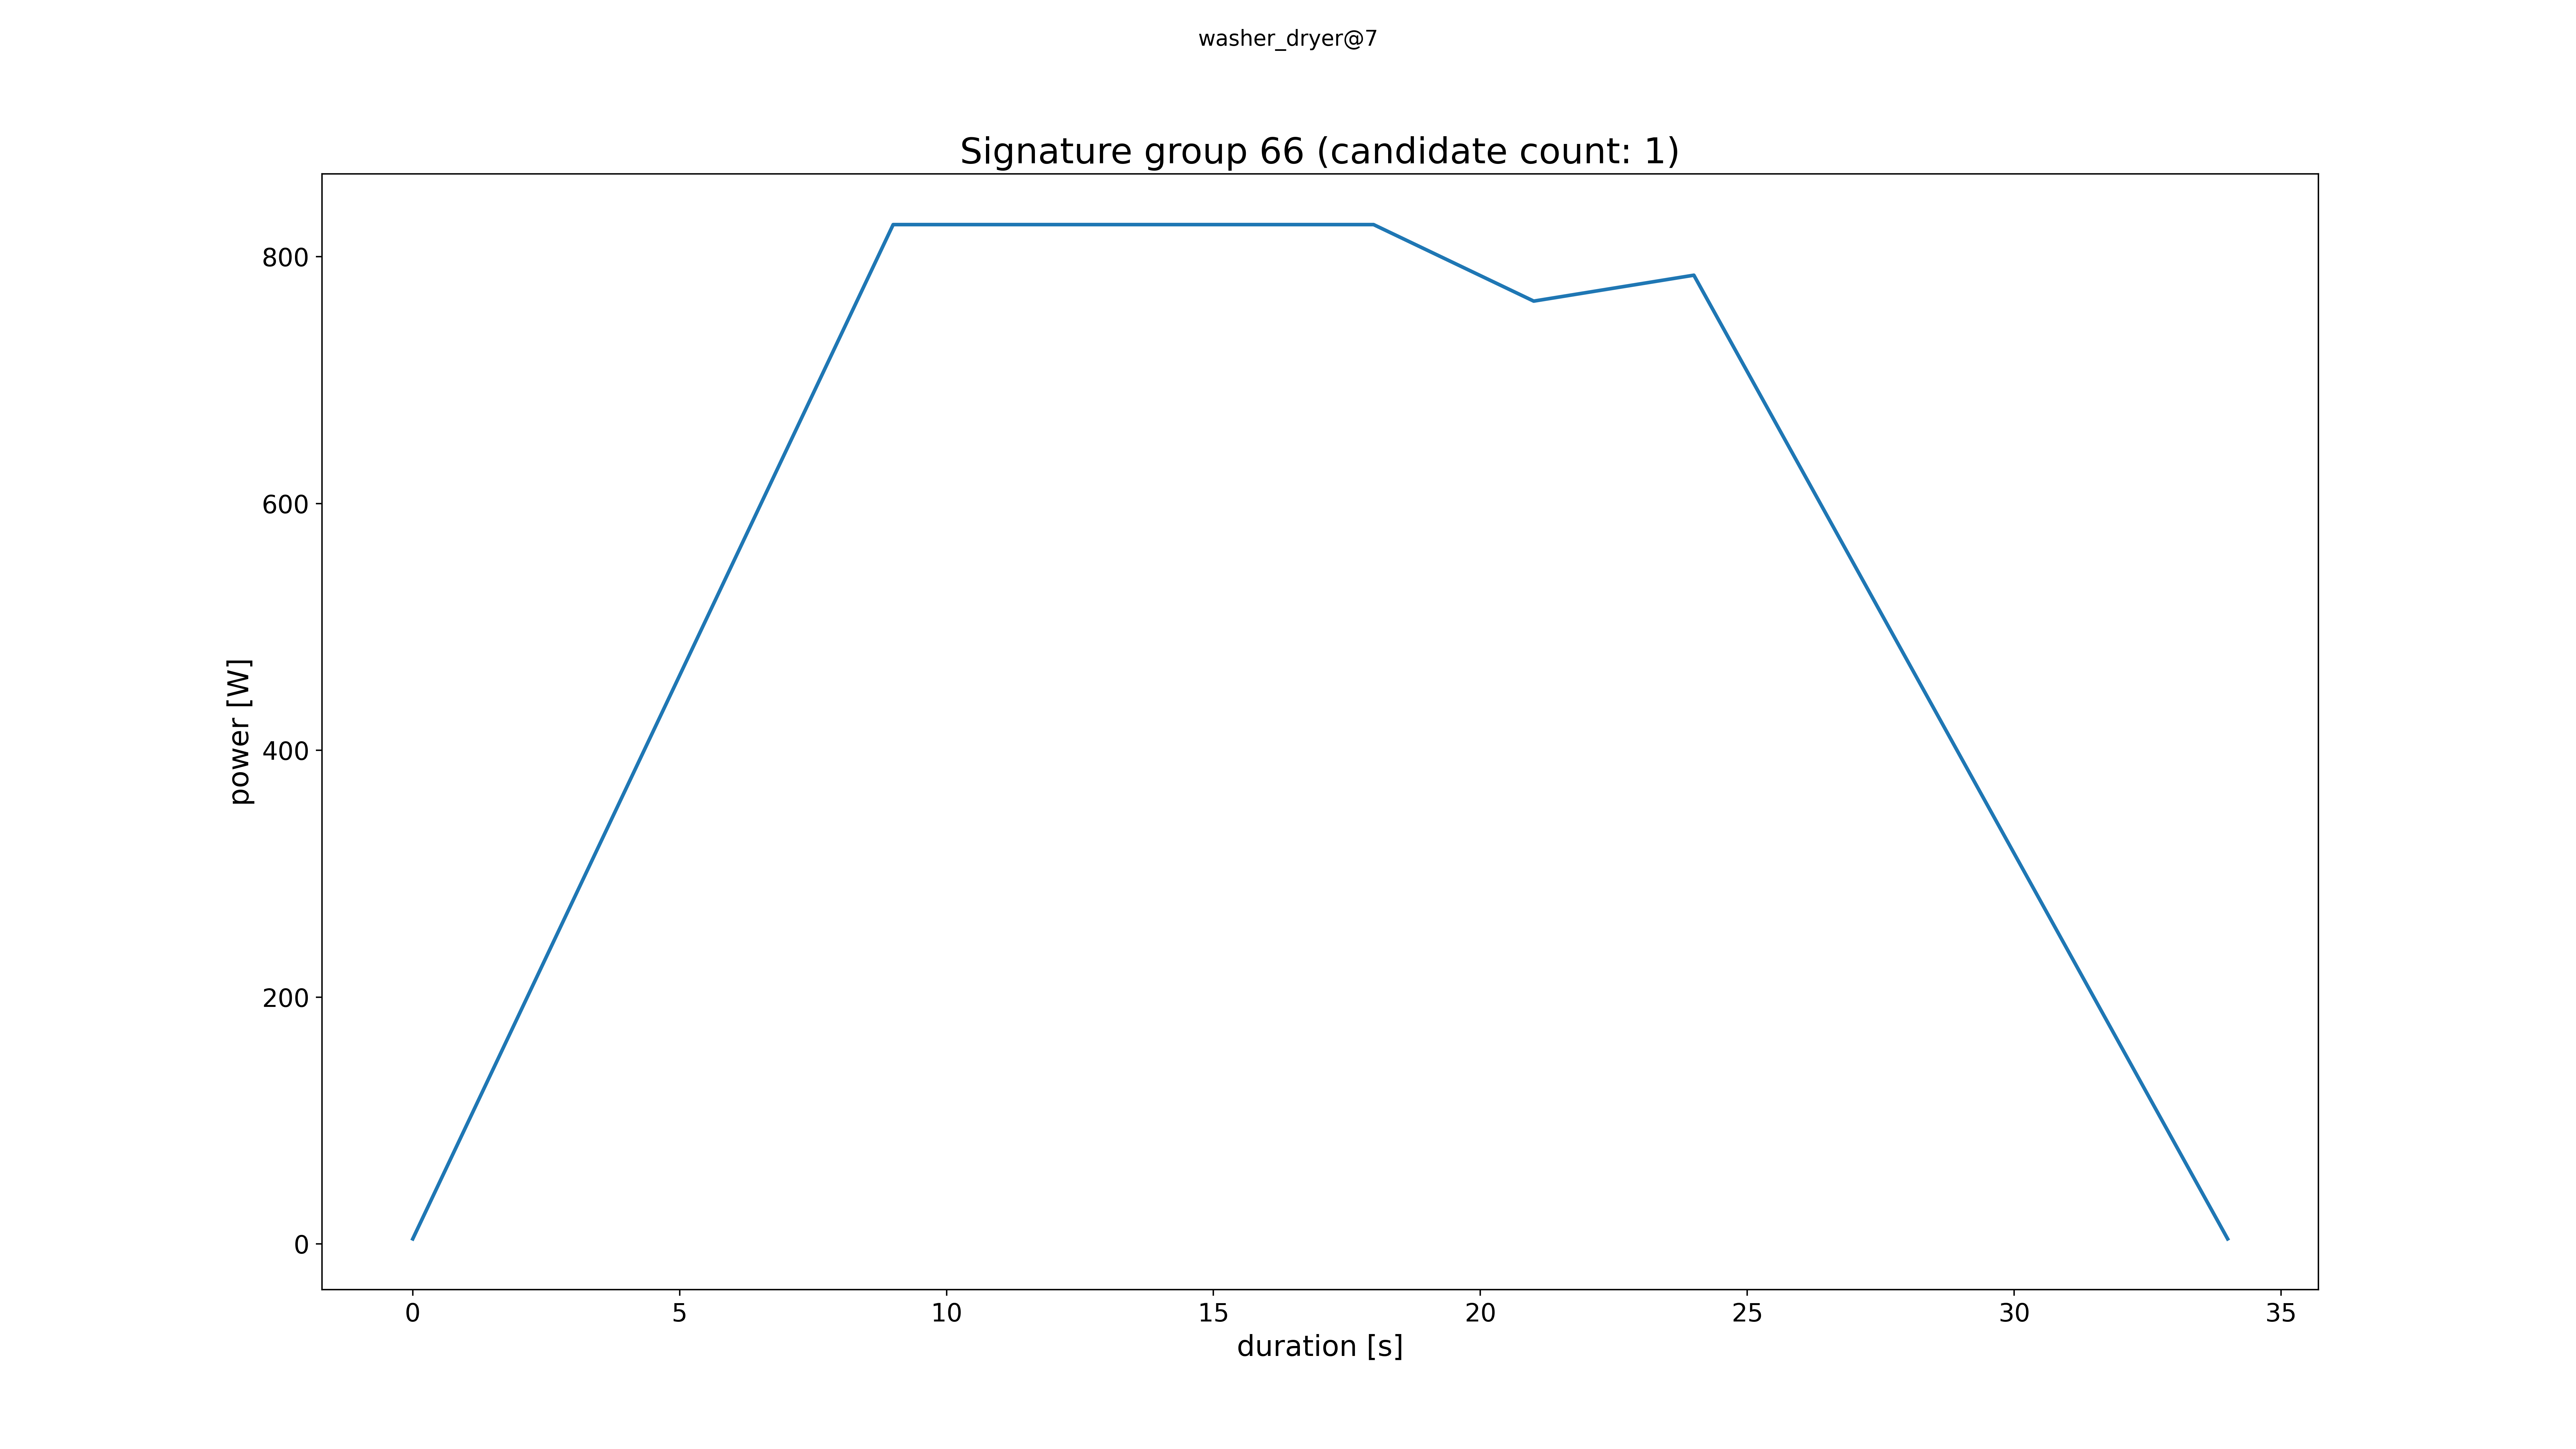 washer_dryer@7
Signature group 66 (candidate count: 1)
800
600
400
200
0
power [W]
0 5 10 15 20 25 30 35
duration [s]